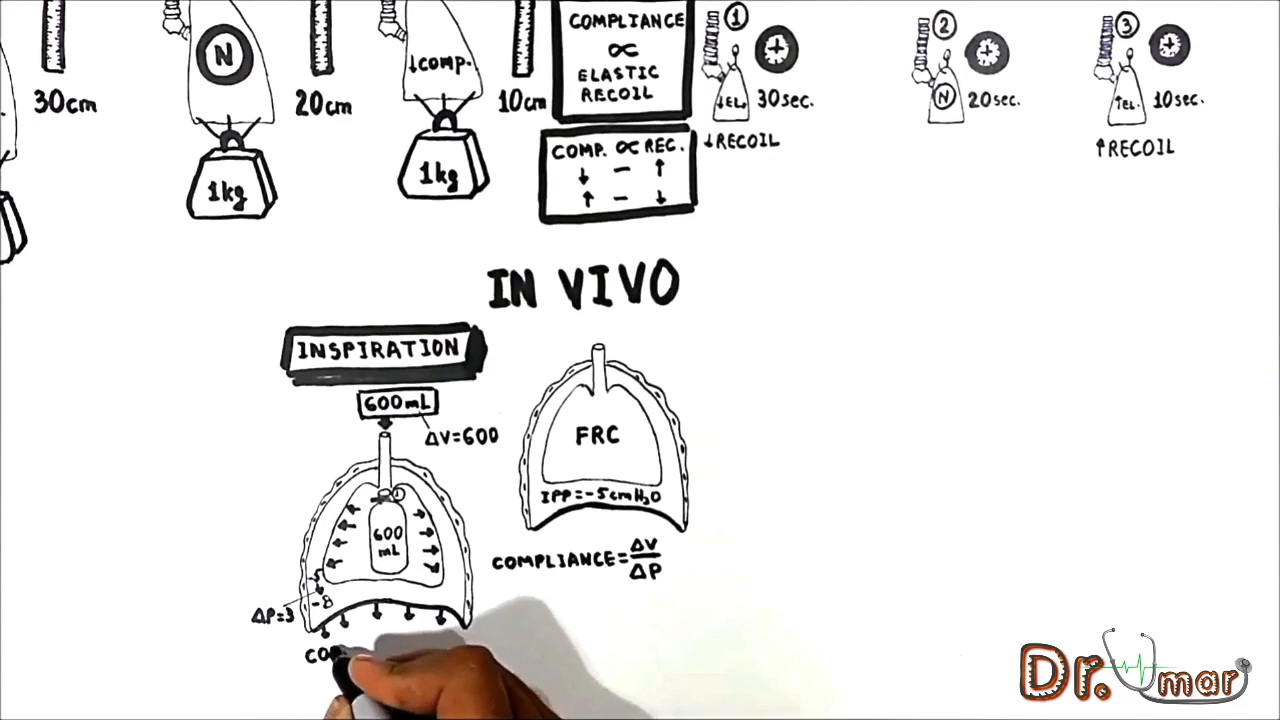 30cm
N
1kg
20cm
↓COMP.
1kg
10cm
COMPLIANCE
∝
ELASTIC
RECOIL
COMP. ∝ REC.
↓ – ↑
↑ – ↓
1
↓EL.
30sec.
↓RECOIL
2
N
20sec.
3
↑EL.
10sec.
↑RECOIL
IN VIVO
INSPIRATION
600mL
ΔV=600
600
mL
-5
-8
ΔP=3
FRC
IPP=-5cmH₂O
COMPLIANCE=ΔV/ΔP
Dr. Umar